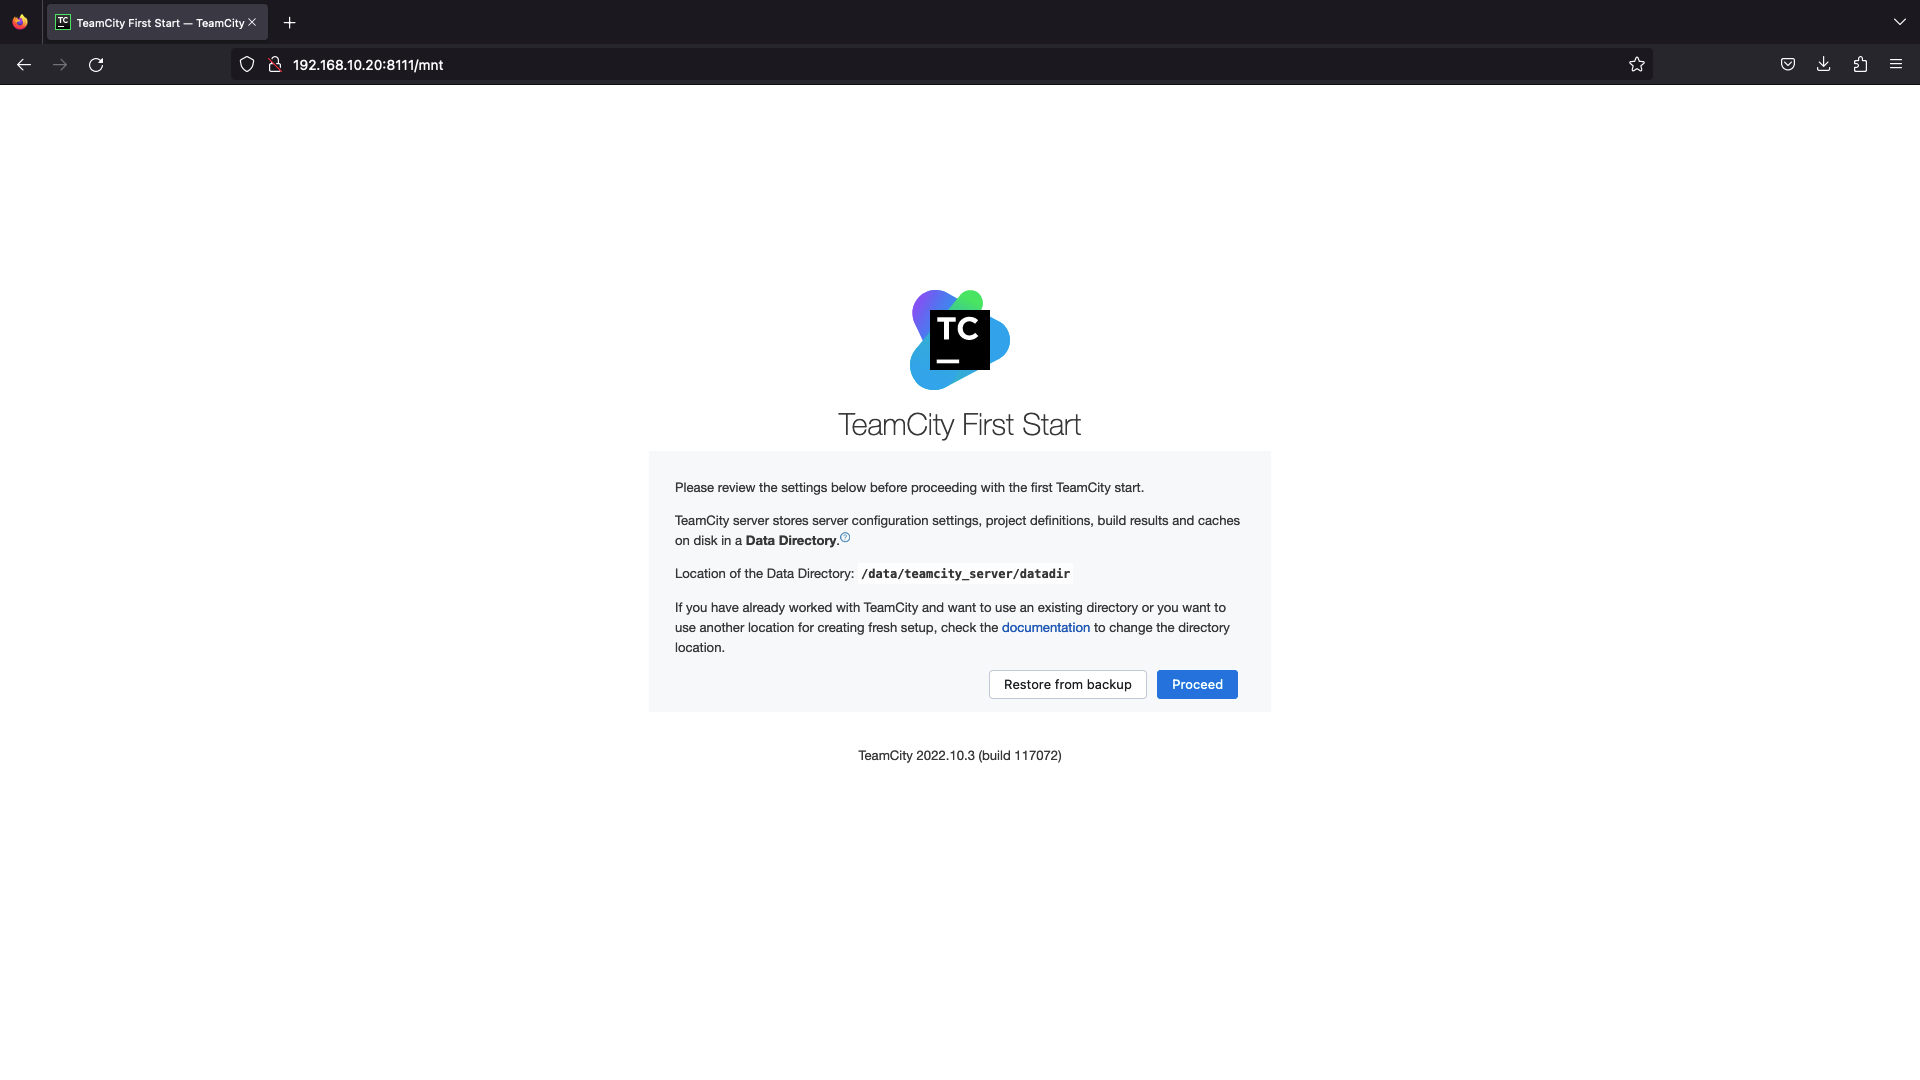 TC
TeamCity First Start — TeamCity
192.168.10.20:8111/mnt
TC
TeamCity First Start
Please review the settings below before proceeding with the first TeamCity start.
TeamCity server stores server configuration settings, project definitions, build results and caches
on disk in a Data Directory.
Location of the Data Directory: /data/teamcity_server/datadir
If you have already worked with TeamCity and want to use an existing directory or you want to
use another location for creating fresh setup, check the documentation to change the directory
location.
Restore from backup
Proceed
TeamCity 2022.10.3 (build 117072)